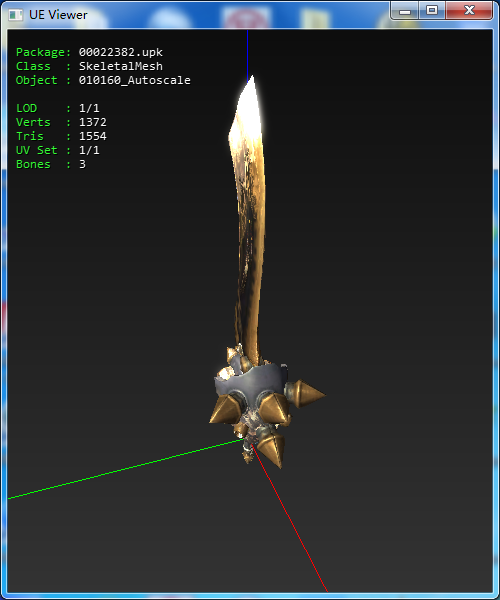 UE Viewer
Package: 00022382.upk
Class : SkeletalMesh
Object : 010160_Autoscale
LOD : 1/1
Verts : 1372
Tris : 1554
UV Set : 1/1
Bones : 3